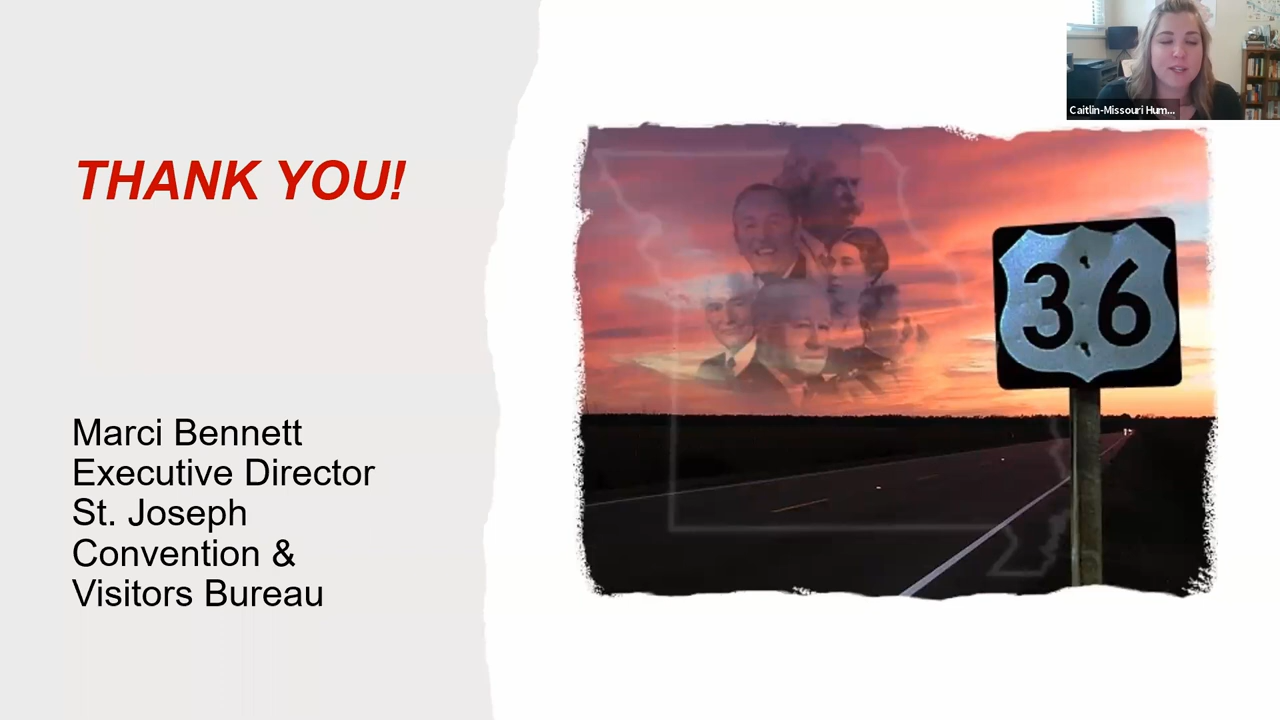 Caitlin-Missouri Hum...
THANK YOU!
36
Marci Bennett
Executive Director
St. Joseph
Convention &
Visitors Bureau